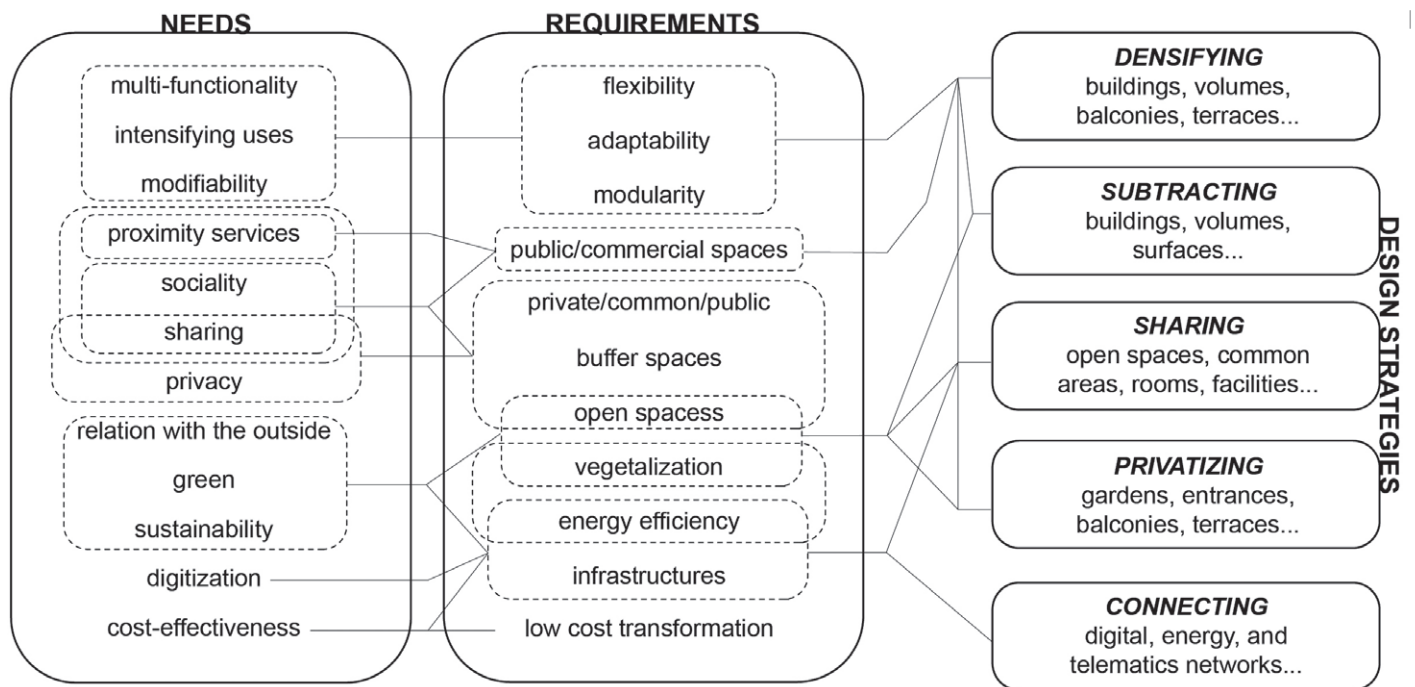 NEEDS
multi-functionality
intensifying uses
modifiability
proximity services
sociality
sharing
privacy
relation with the outside
green
sustainability
digitization
cost-effectiveness
REQUIREMENTS
flexibility
adaptability
modularity
public/commercial spaces
private/common/public
buffer spaces
open spacess
vegetalization
energy efficiency
infrastructures
low cost transformation
DENSIFYING
buildings, volumes,
balconies, terraces...
SUBTRACTING
buildings, volumes,
surfaces...
SHARING
open spaces, common
areas, rooms, facilities...
PRIVATIZING
gardens, entrances,
balconies, terraces...
CONNECTING
digital, energy, and
telematics networks...
DESIGN STRATEGIES